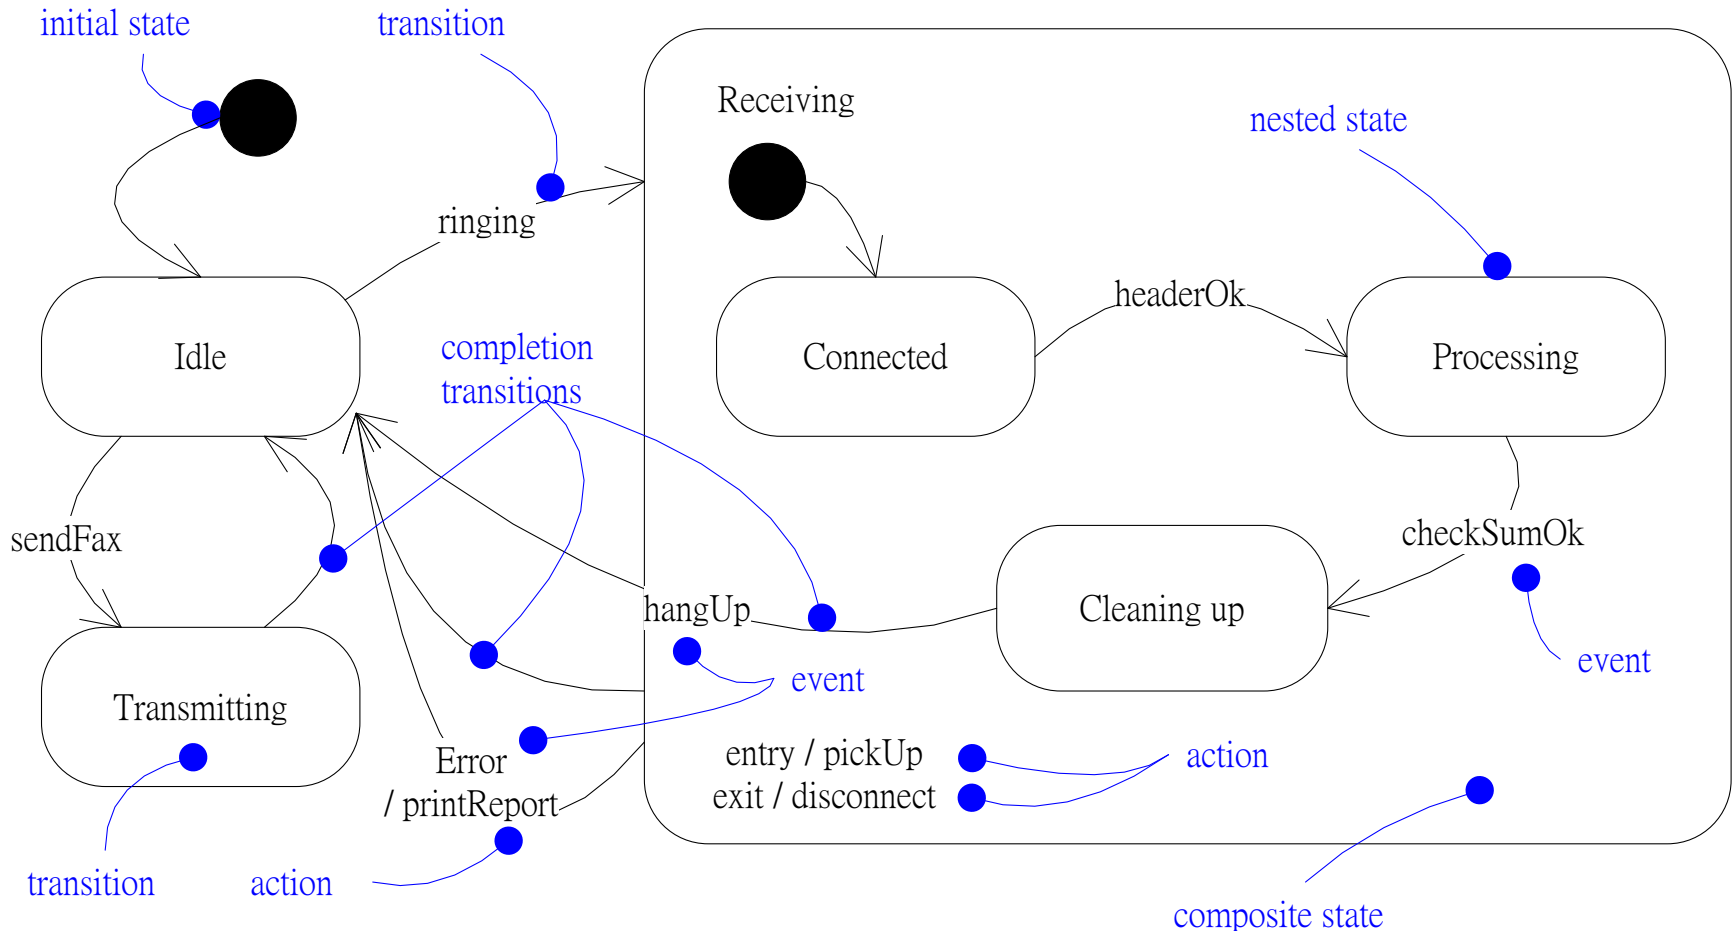 initial state
transition
Receiving
nested state
ringing
headerOk
Idle
completion
transitions
Connected
Processing
sendFax
checkSumOk
hangUp
Cleaning up
event
event
Transmitting
Error
/ printReport
entry / pickUp
exit / disconnect
action
transition
action
composite state